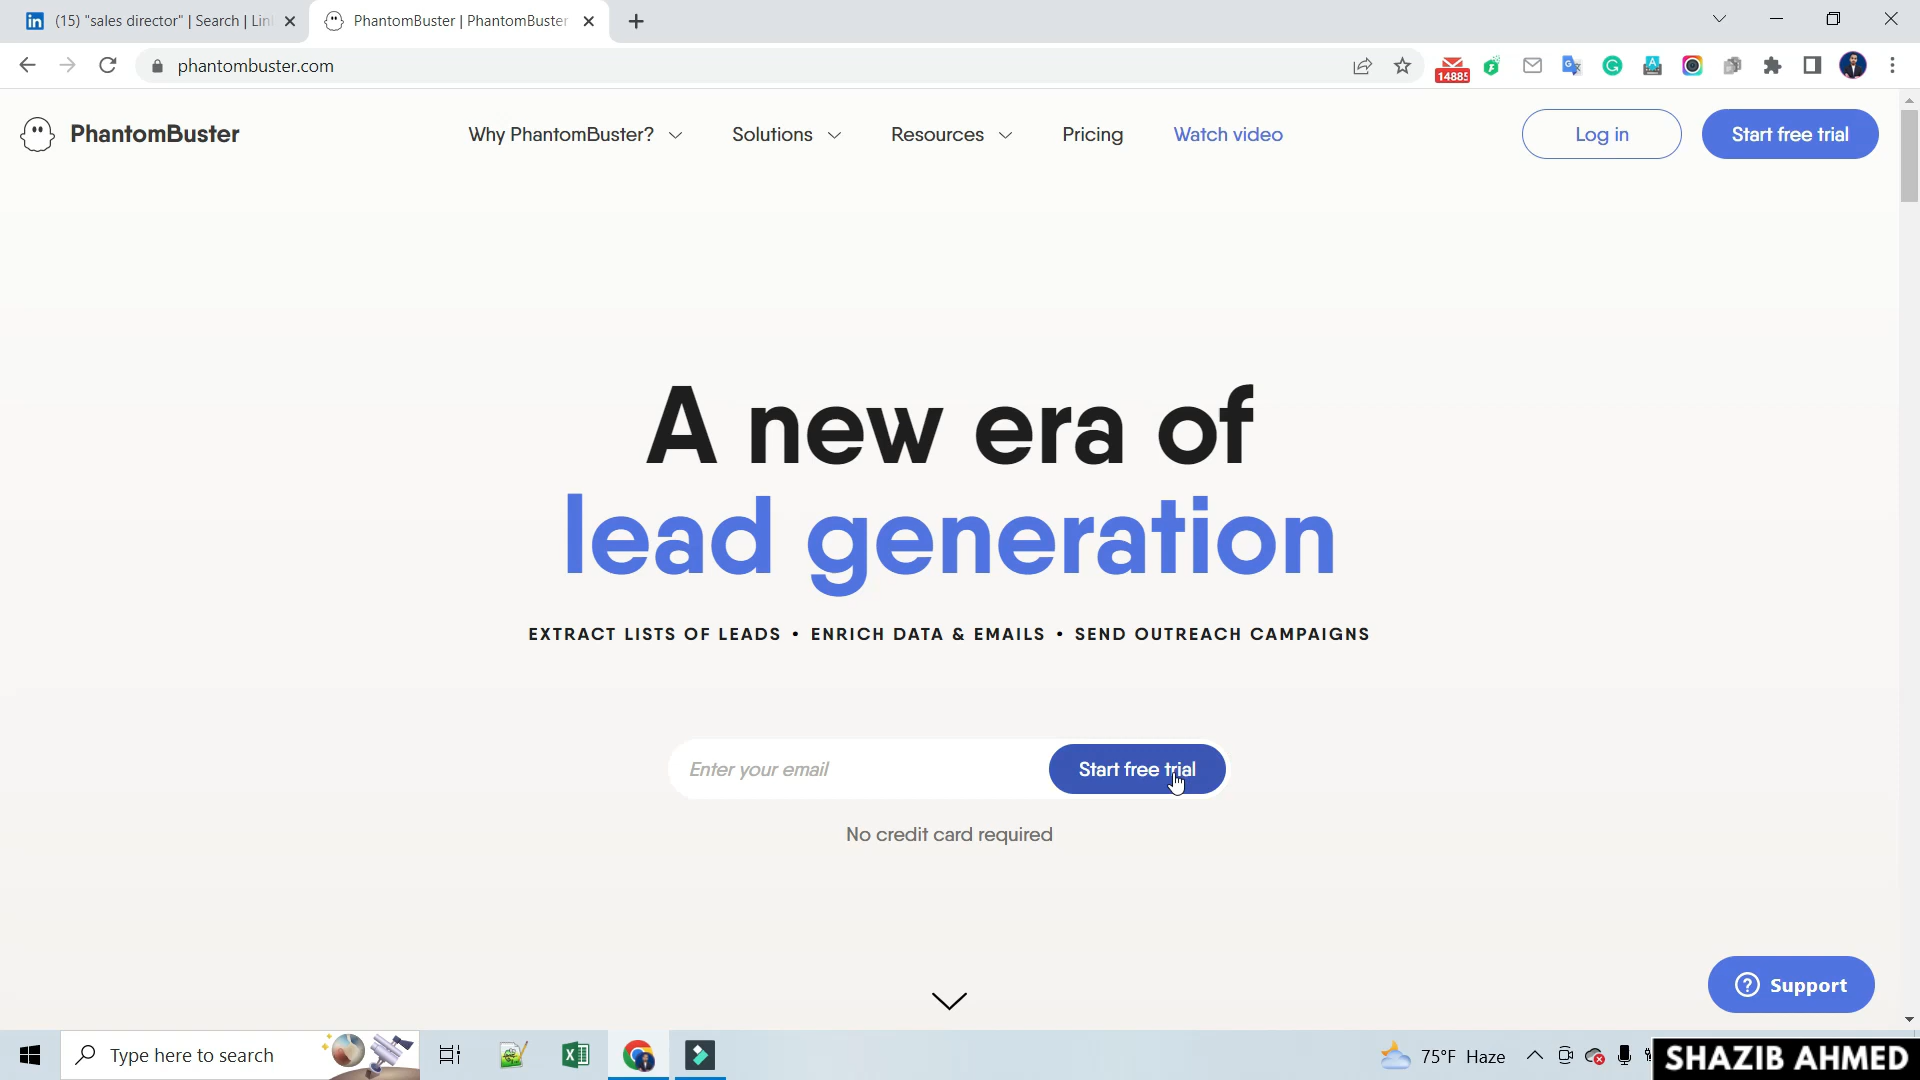 (15) "sales director" | Search | Lin
PhantomBuster | PhantomBuster
phantombuster.com
14885
PhantomBuster
Why PhantomBuster?
Solutions
Resources
Pricing
Watch video
Log in
Start free trial
A new era of
lead generation
EXTRACT LISTS OF LEADS • ENRICH DATA & EMAILS • SEND OUTREACH CAMPAIGNS
Enter your email
Start free trial
No credit card required
Support
Type here to search
75°F Haze
SHAZIB AHMED